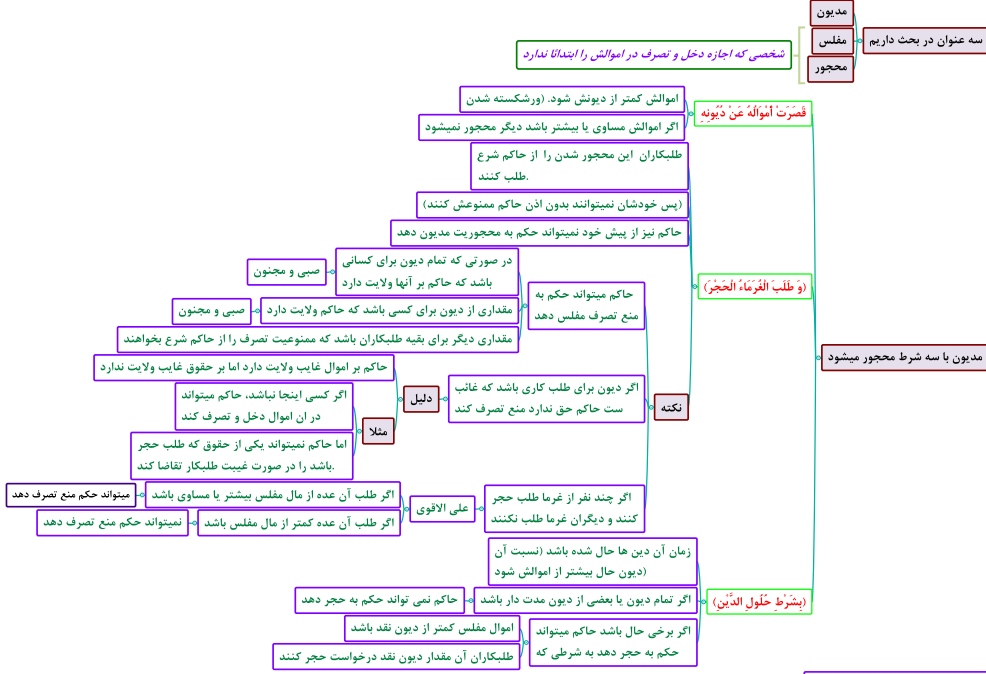 سه عنوان در بحث داریم
مدیون
مفلس
محجور
شخصی که اجازه دخل و تصرف در اموالش را ابتدائا ندارد
مدیون با سه شرط محجور میشود
قَصَرَتْ أَمْوَالُهُ عَنْ دُیُونِهِ
اموالش کمتر از دیونش شود. (ورشکسته شدن
اگر اموالش مساوی یا بیشتر باشد دیگر محجور نمیشود
(وَ طَلَبَ الْغُرَمَاءُ الْحَجْرَ)
طلبکاران این محجور شدن را از حاکم شرع
طلب کنند.
(پس خودشان نمیتوانند بدون اذن حاکم ممنوعش کنند)
حاکم نیز از پیش خود نمیتواند حکم به محجوریت مدیون دهد
نکته
حاکم میتواند حکم به
منع تصرف مفلس دهد
در صورتی که تمام دیون برای کسانی
باشد که حاکم بر آنها ولایت دارد
صبی و مجنون
مقداری از دیون برای کسی باشد که حاکم ولایت دارد
صبی و مجنون
مقداری دیگر برای بقیه طلبکاران باشد که ممنوعیت تصرف را از حاکم شرع بخواهند
اگر دیون برای طلب کاری باشد که غائب
ست حاکم حق ندارد منع تصرف کند
دلیل
حاکم بر اموال غایب ولایت دارد اما بر حقوق غایب ولایت ندارد
مثلا
اگر کسی اینجا نباشد، حاکم میتواند
در ان اموال دخل و تصرف کند
اما حاکم نمیتواند یکی از حقوق که طلب حجر
باشد را در صورت غیبت طلبکار تقاضا کند.
اگر چند نفر از غرما طلب حجر
کنند و دیگران غرما طلب نکنند
علی الاقوی
اگر طلب آن عده از مال مفلس بیشتر یا مساوی باشد
میتواند حکم منع تصرف دهد
اگر طلب آن عده کمتر از مال مفلس باشد
نمیتواند حکم منع تصرف دهد
(بِشَرْطِ حُلُولِ الدَّیْنِ)
زمان آن دین ها حال شده باشد (نسبت آن
دیون حال بیشتر از اموالش شود)
اگر تمام دیون یا بعضی از دیون مدت دار باشد
حاکم نمی تواند حکم به حجر دهد
اگر برخی حال باشد حاکم میتواند
حکم به حجر دهد به شرطی که
اموال مفلس کمتر از دیون نقد باشد
طلبکاران آن مقدار دیون نقد درخواست حجر کنند